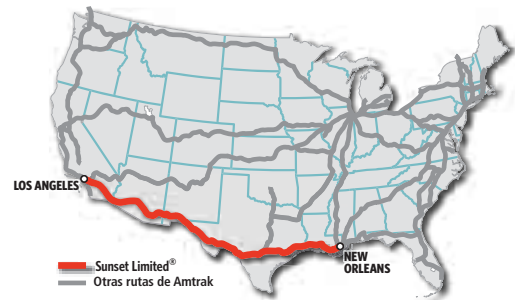 LOS ANGELES
NEW
ORLEANS
Sunset Limited®
Otras rutas de Amtrak